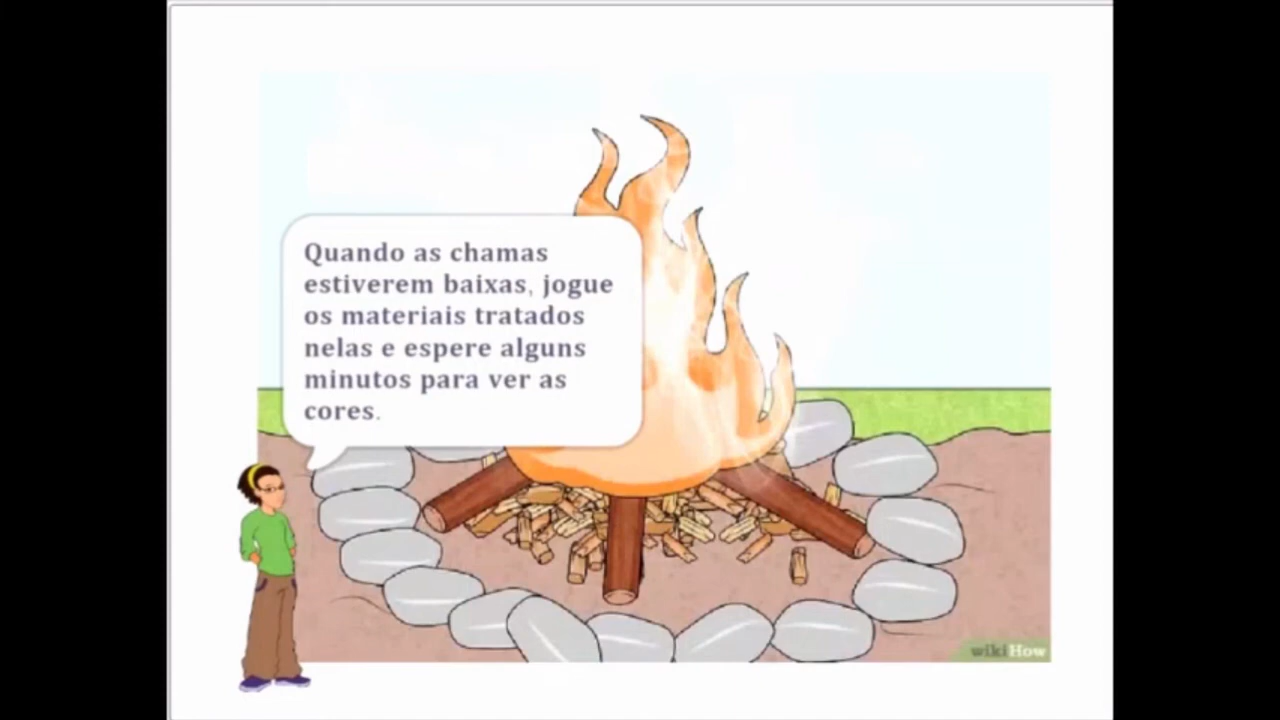 Quando as chamas
estiverem baixas, jogue
os materiais tratados
nelas e espere alguns
minutos para ver as
cores.
wikiHow